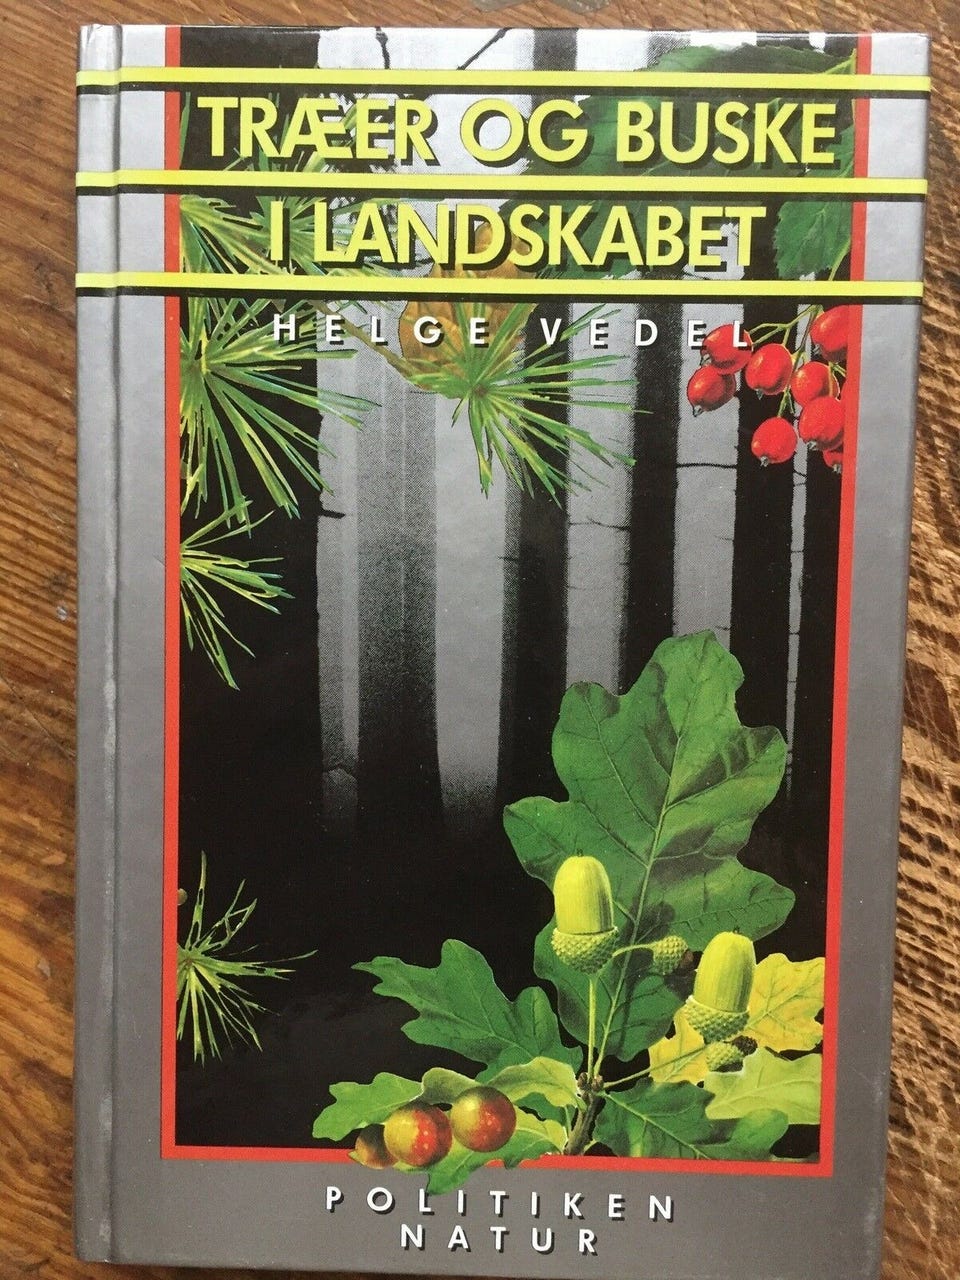 TRÆER OG BUSKE
I LANDSKABET
HELGE VEDEL
POLITIKEN
NATUR